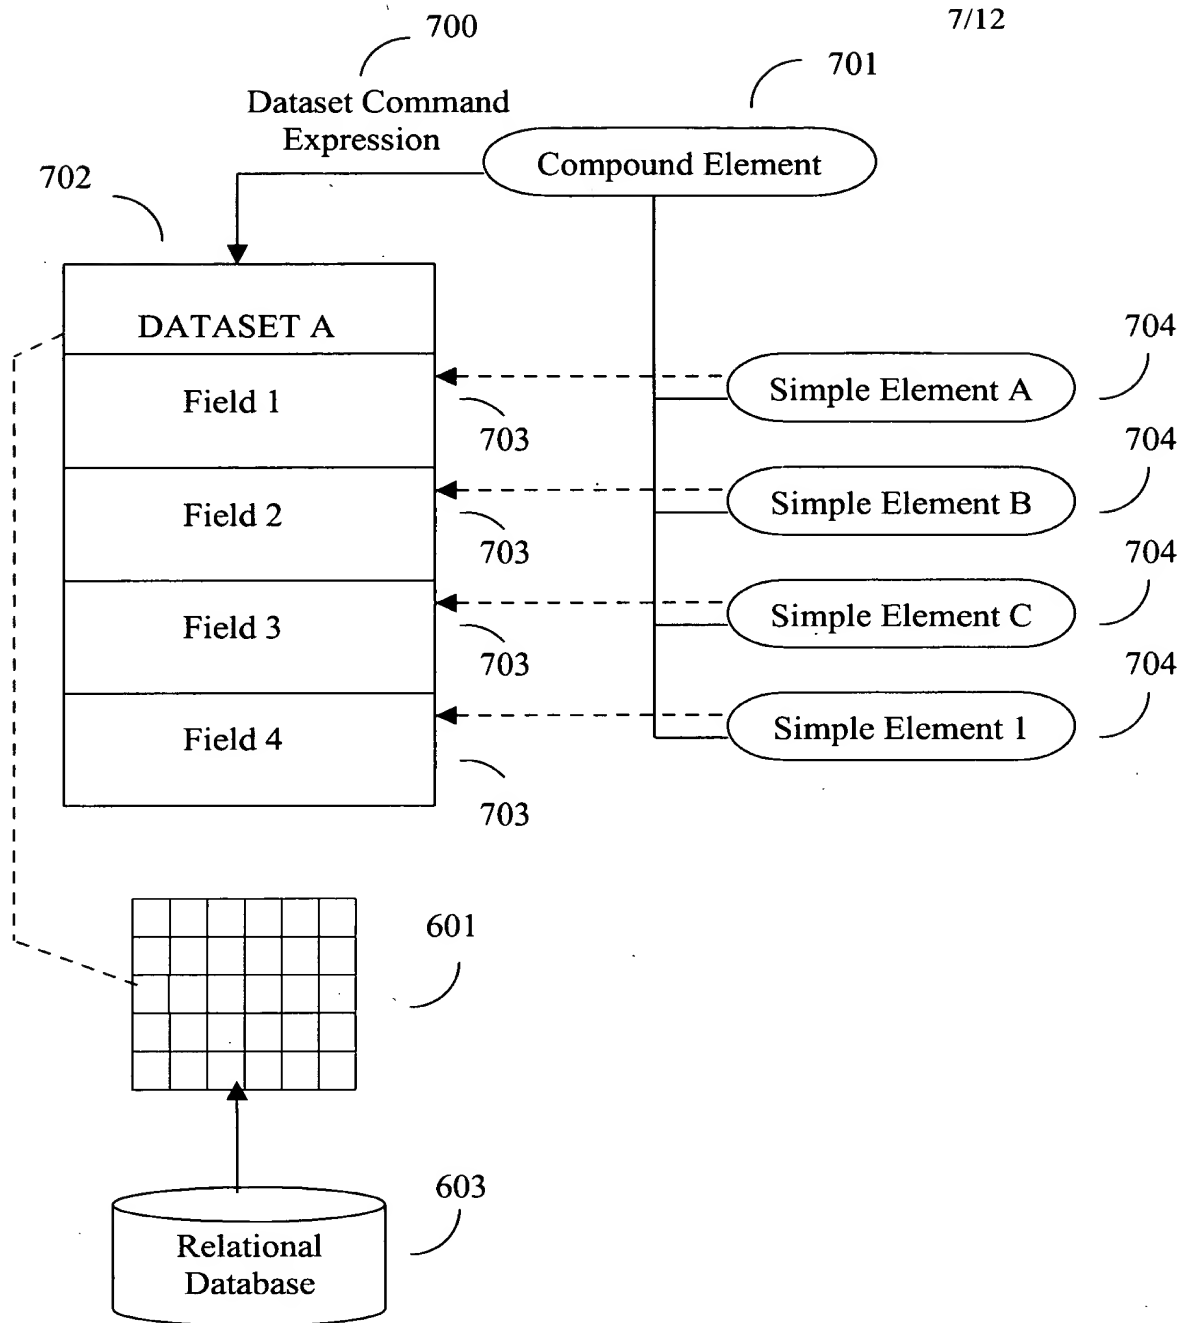 7/12
700
701
Dataset Command
Expression
Compound Element
702
DATASET A
704
Field 1
Simple Element A
703
704
Field 2
Simple Element B
703
704
Field 3
Simple Element C
703
704
Field 4
Simple Element 1
703
601
603
Relational
Database